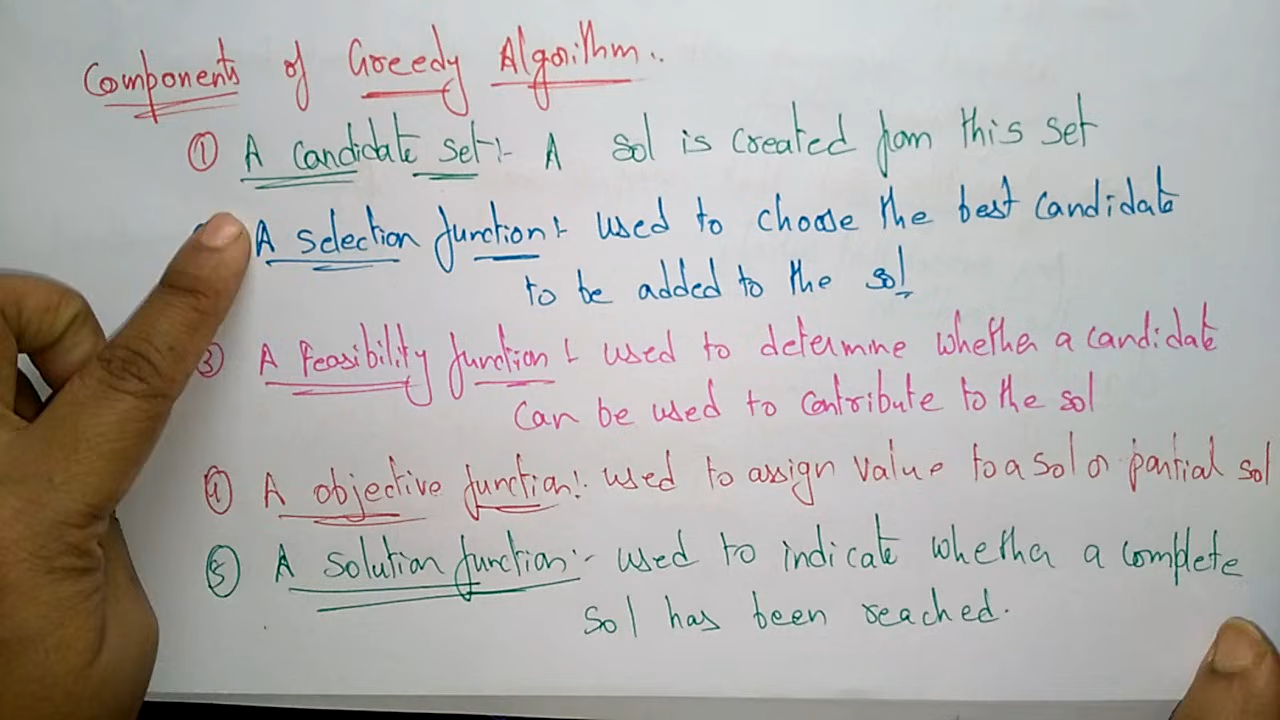 Components of Greedy Algorithm..
① A candidate set:- A sol is created from this set
A selection function: used to choose the best candidate
to be added to the sol
③ A Feasibility function: used to determine whether a candidate
Can be used to contribute to the sol
④ A objective function:. used to assign value to a sol or partial sol
⑤ A solution function:- used to indicate whether a complete
sol has been reached.